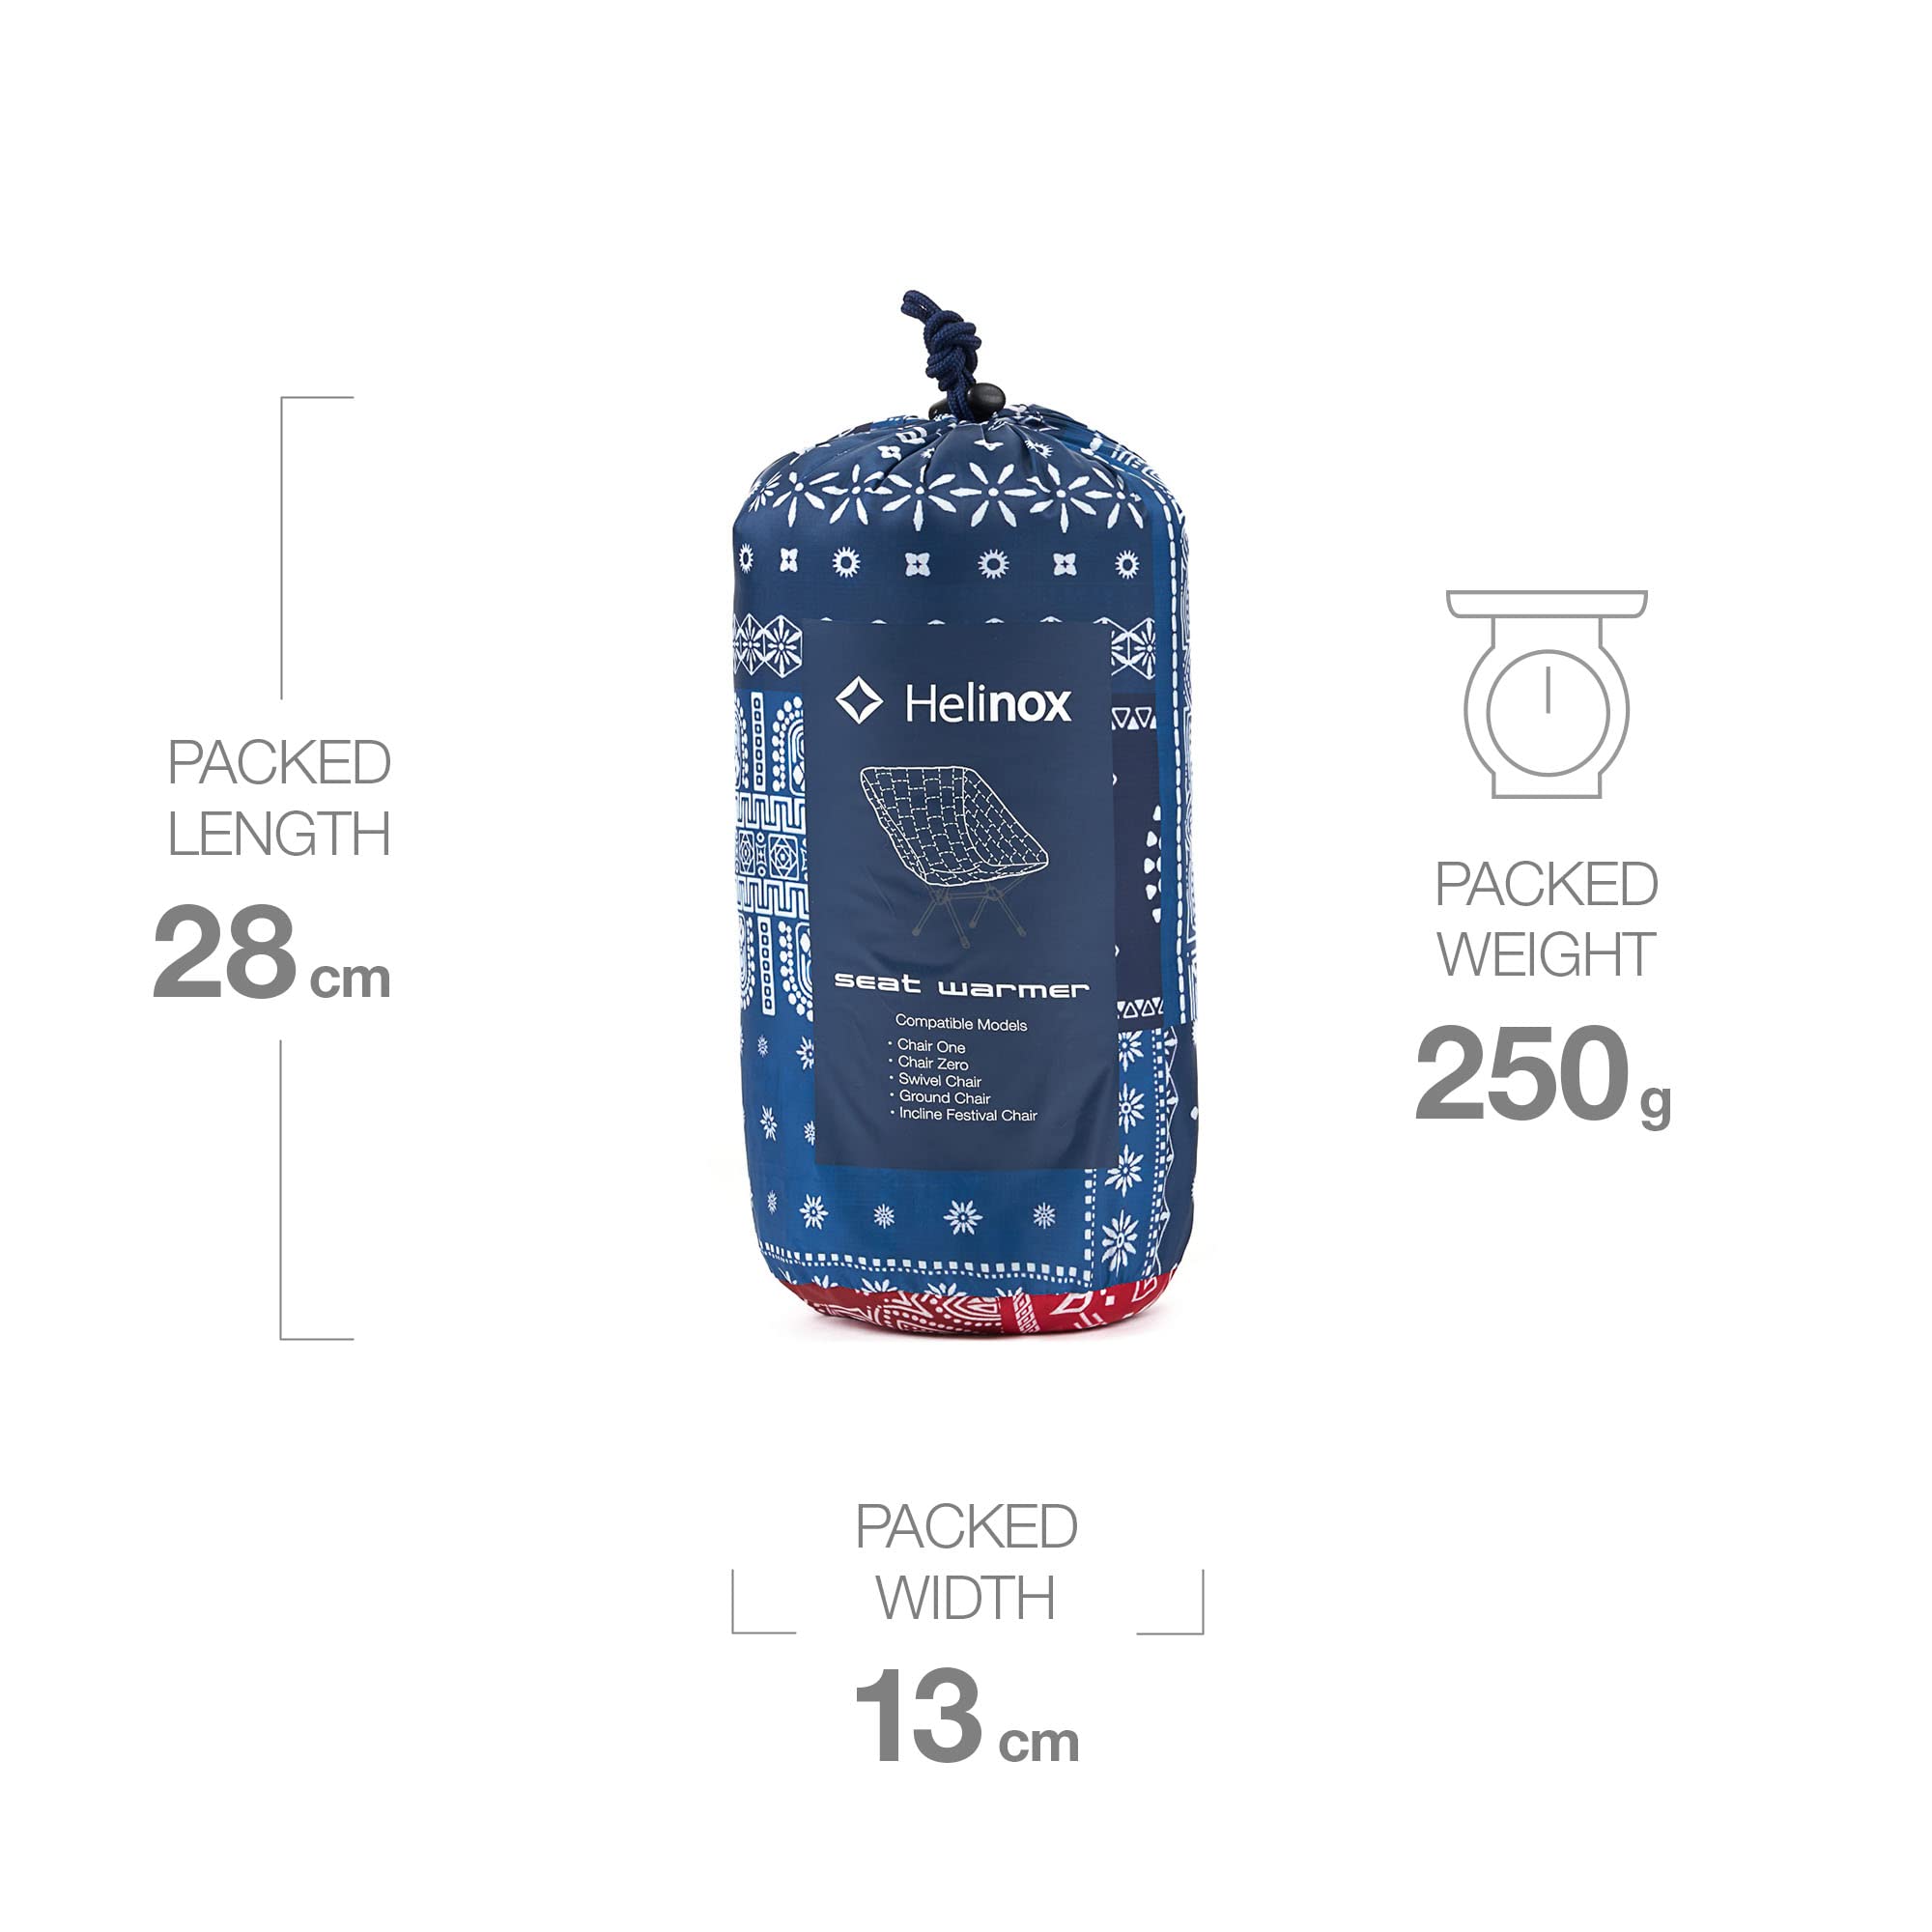 PACKED
LENGTH
28 cm
Helinox
seat warmer
Compatible Models
• Chair One
• Chair Zero
• Swivel Chair
• Ground Chair
• Incline Festival Chair
PACKED
WEIGHT
250 g
PACKED
WIDTH
13 cm